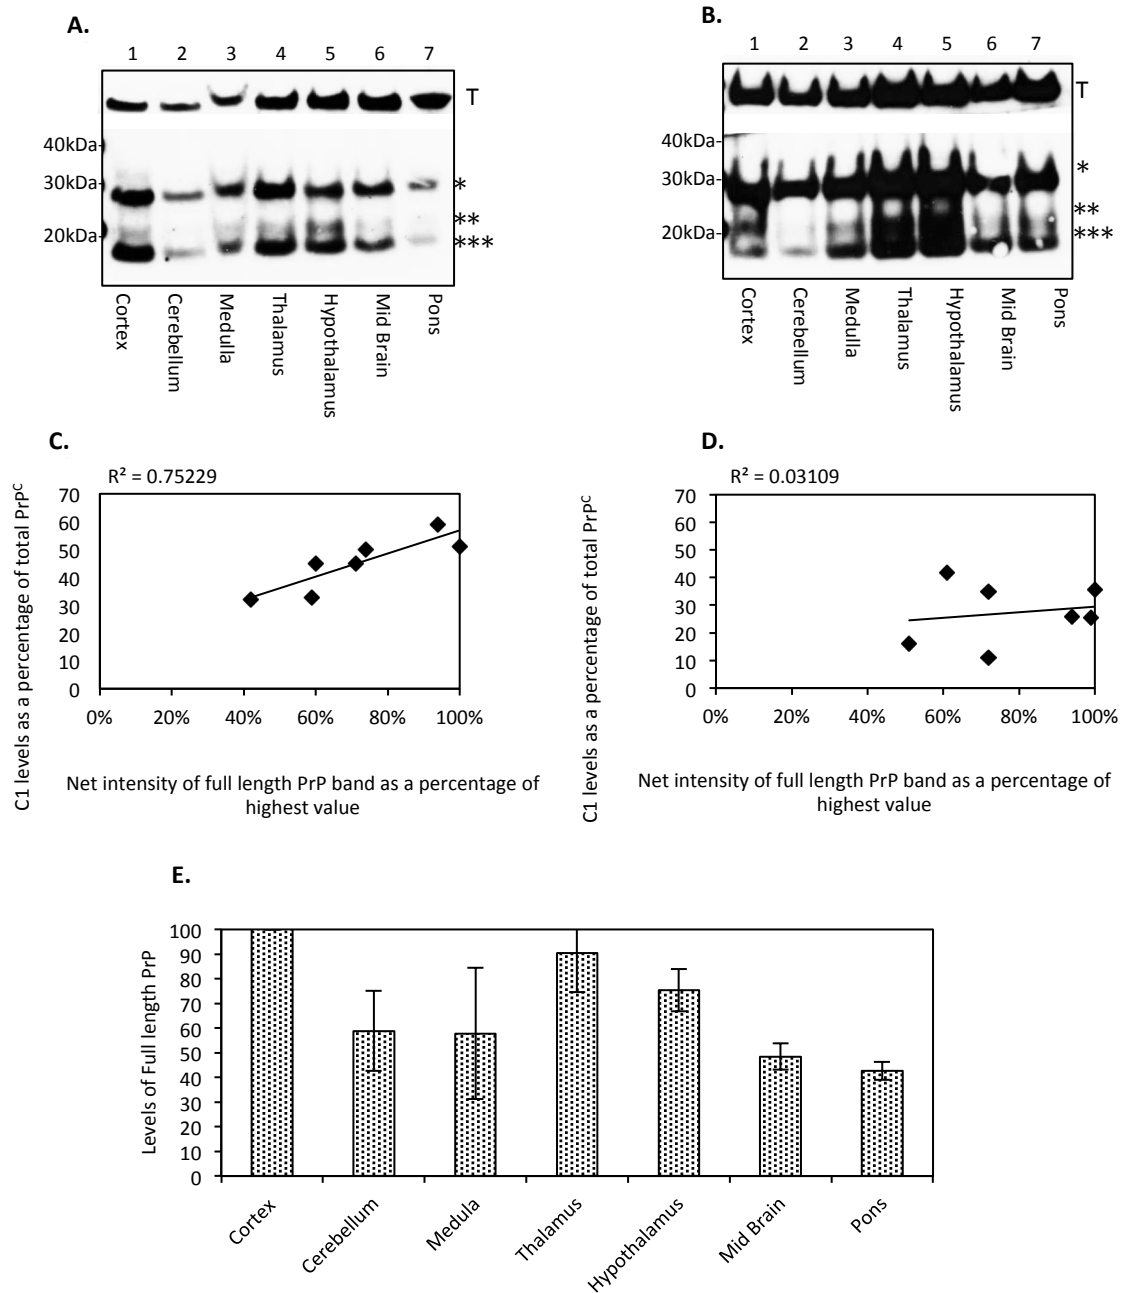 A.
1 2 3 4 5 6 7
T
40kDa-
30kDa-
*
**
20kDa-
***
Cortex
Cerebellum
Medulla
Thalamus
Hypothalamus
Mid Brain
Pons
B.
1 2 3 4 5 6 7
T
40kDa-
*
30kDa-
**
20kDa-
***
Cortex
Cerebellum
Medulla
Thalamus
Hypothalamus
Mid Brain
Pons
C.
R² = 0.75229
C1 levels as a percentage of total PrPᶜ
70
60
50
40
30
20
10
0
0% 20% 40% 60% 80% 100%
Net intensity of full length PrP band as a percentage of
highest value
D.
R² = 0.03109
C1 levels as a percentage of total PrPᶜ
70
60
50
40
30
20
10
0
0% 20% 40% 60% 80% 100%
Net intensity of full length PrP band as a percentage of
highest value
E.
Levels of Full length PrP
100
90
80
70
60
50
40
30
20
10
0
Cortex
Cerebellum
Medula
Thalamus
Hypothalamus
Mid Brain
Pons